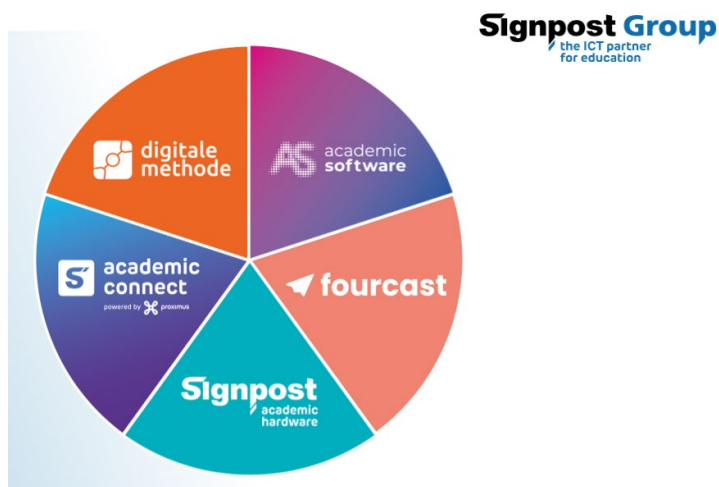 Signpost Group
the ICT partner
for education
digitale
methode
AS academic
software
S academic
connect
powered by proximus
fourcast
Signpost
academic
hardware